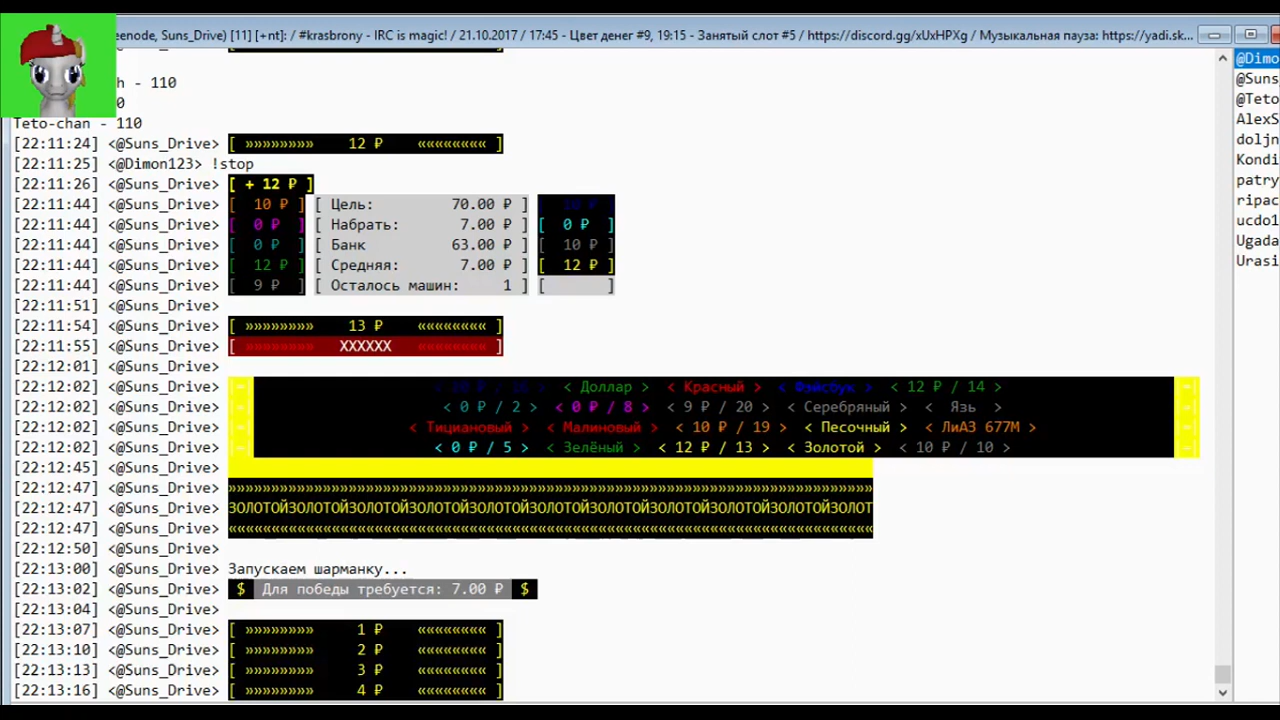 eenode, Suns_Drive) [11] [+nt]: / #krasbrony - IRC is magic! / 21.10.2017 / 17:45 - Цвет денег #9, 19:15 - Занятый слот #5 / https://discord.gg/xUxHPXg / Музыкальная пауза: https://yadi.sk...
h - 110
0
Teto-chan - 110
[22:11:24] <@Suns_Drive> [ »»»»»»»» 12 ₽ «««««««« ]
[22:11:25] <@Dimon123> !stop
[22:11:26] <@Suns_Drive> [ + 12 ₽ ]
[22:11:44] <@Suns_Drive> [ 10 ₽ ] [ Цель: 70.00 ₽ ] [ 10 ₽ ]
[22:11:44] <@Suns_Drive> [ 0 ₽ ] [ Набрать: 7.00 ₽ ] [ 0 ₽ ]
[22:11:44] <@Suns_Drive> [ 0 ₽ ] [ Банк 63.00 ₽ ] [ 10 ₽ ]
[22:11:44] <@Suns_Drive> [ 12 ₽ ] [ Средняя: 7.00 ₽ ] [ 12 ₽ ]
[22:11:44] <@Suns_Drive> [ 9 ₽ ] [ Осталось машин: 1 ] [ ]
[22:11:51] <@Suns_Drive>
[22:11:54] <@Suns_Drive> [ »»»»»»»» 13 ₽ «««««««« ]
[22:11:55] <@Suns_Drive> [ »»»»»»»» XXXXXX «««««««« ]
[22:12:01] <@Suns_Drive>
[22:12:02] <@Suns_Drive> < Доллар > < Красный > < Фэйсбук > < 12 ₽ / 14 >
[22:12:02] <@Suns_Drive> < 0 ₽ / 2 > < 0 ₽ / 8 > < 9 ₽ / 20 > < Серебряный > < Язь >
[22:12:02] <@Suns_Drive> < Тициановый > < Малиновый > < 10 ₽ / 19 > < Песочный > < ЛиАЗ 677М >
[22:12:02] <@Suns_Drive> < 0 ₽ / 5 > < Зелёный > < 12 ₽ / 13 > < Золотой > < 10 ₽ / 10 >
[22:12:45] <@Suns_Drive>
[22:12:47] <@Suns_Drive> »»»»»»»»»»»»»»»»»»»»»»»»»»»»»»»»»»»»»»»»»»»»»»»»»»»»»»»»»»»»»»»»»»»»»»»»»»»
[22:12:47] <@Suns_Drive> ЗОЛОТОЙЗОЛОТОЙЗОЛОТОЙЗОЛОТОЙЗОЛОТОЙЗОЛОТОЙЗОЛОТОЙЗОЛОТОЙЗОЛОТОЙЗОЛОТОЙЗОЛОТ
[22:12:47] <@Suns_Drive> «««««««««««««««««««««««««««««««««««««««««««««««««««««««««««««««««««««««««««
[22:12:50] <@Suns_Drive>
[22:13:00] <@Suns_Drive> Запускаем шарманку...
[22:13:02] <@Suns_Drive> $ Для победы требуется: 7.00 ₽ $
[22:13:04] <@Suns_Drive>
[22:13:07] <@Suns_Drive> [ »»»»»»»» 1 ₽ «««««««« ]
[22:13:10] <@Suns_Drive> [ »»»»»»»» 2 ₽ «««««««« ]
[22:13:13] <@Suns_Drive> [ »»»»»»»» 3 ₽ «««««««« ]
[22:13:16] <@Suns_Drive> [ »»»»»»»» 4 ₽ «««««««« ]
@Dimo
@Suns
@Teto
AlexS
doljn
Kondi
patry
ripac
ucdo1
Ugada
Urasi